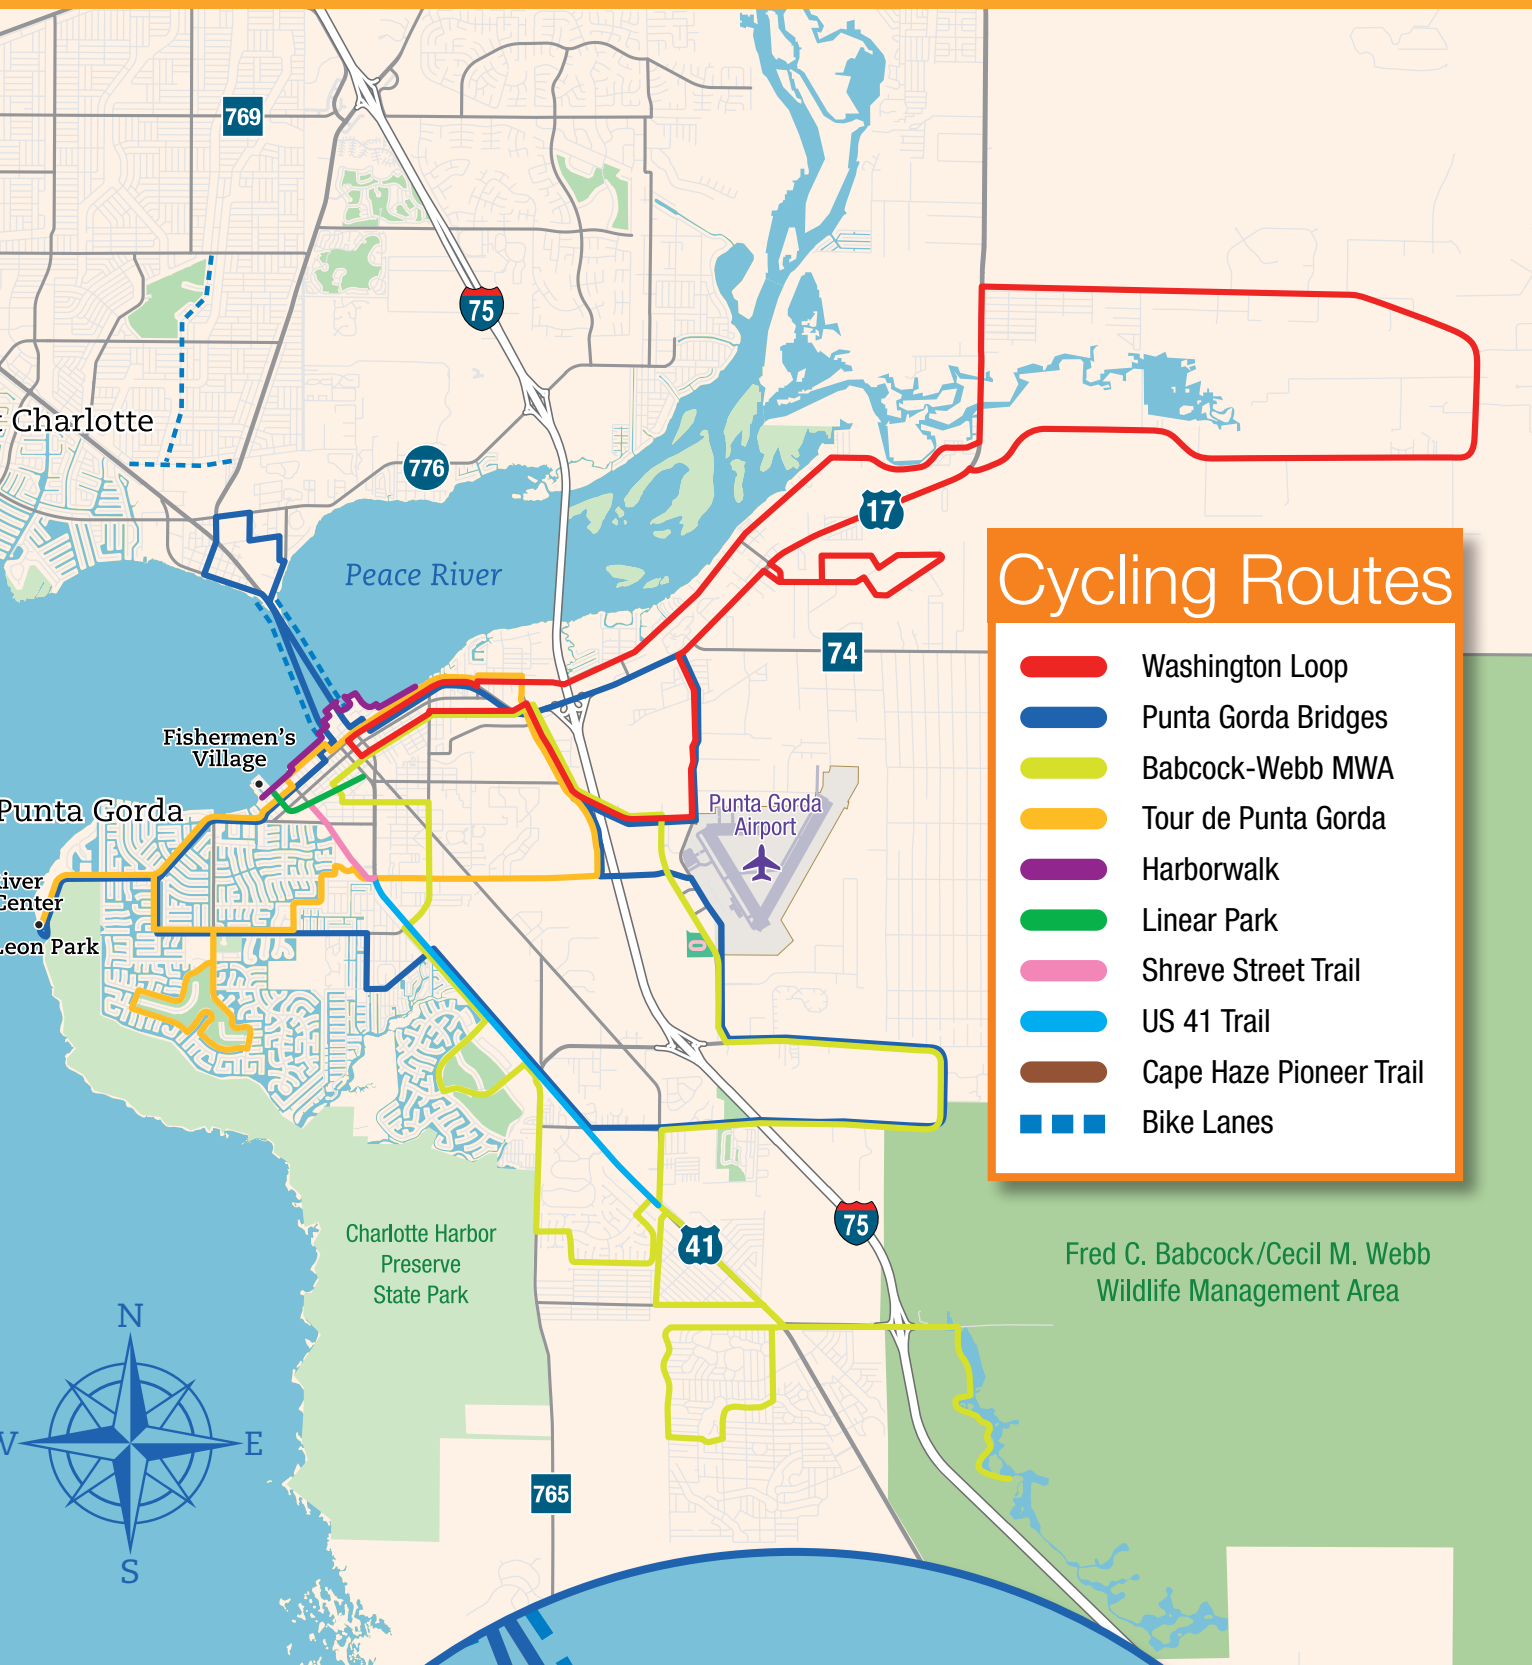 769
75
t Charlotte
776
Peace River
17
Cycling Routes
Washington Loop
Punta Gorda Bridges
Babcock-Webb MWA
Tour de Punta Gorda
Harborwalk
Linear Park
Shreve Street Trail
US 41 Trail
Cape Haze Pioneer Trail
Bike Lanes
74
Fishermen's
Village
Punta Gorda
Punta Gorda
Airport
iver
Center
Leon Park
0
75
41
Charlotte Harbor
Preserve
State Park
Fred C. Babcock/Cecil M. Webb
Wildlife Management Area
N
E
S
765